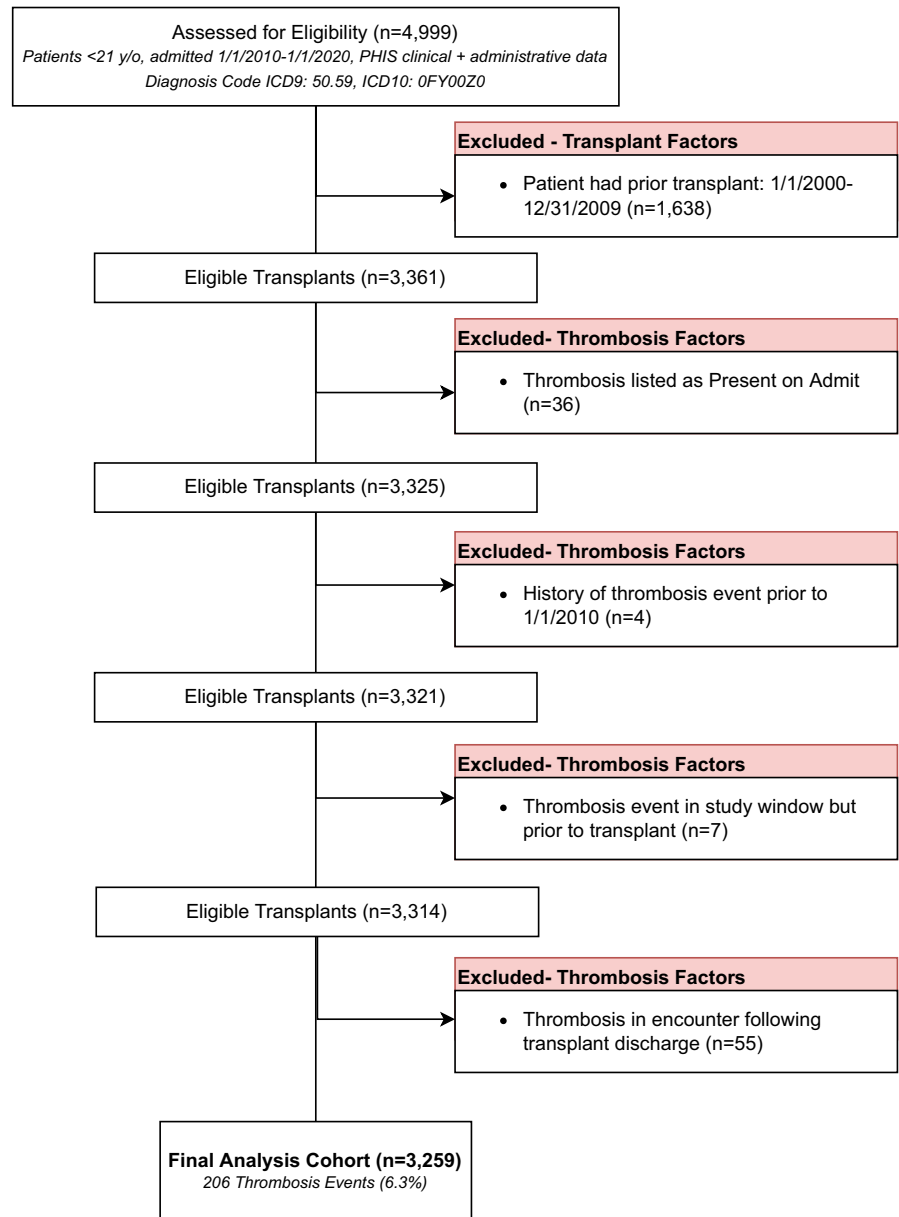 Assessed for Eligibility (n=4,999)
Patients <21 y/o, admitted 1/1/2010-1/1/2020, PHIS clinical + administrative data
Diagnosis Code ICD9: 50.59, ICD10: 0FY00Z0
Excluded - Transplant Factors
• Patient had prior transplant: 1/1/2000-
12/31/2009 (n=1,638)
Eligible Transplants (n=3,361)
Excluded- Thrombosis Factors
• Thrombosis listed as Present on Admit
(n=36)
Eligible Transplants (n=3,325)
Excluded- Thrombosis Factors
• History of thrombosis event prior to
1/1/2010 (n=4)
Eligible Transplants (n=3,321)
Excluded- Thrombosis Factors
• Thrombosis event in study window but
prior to transplant (n=7)
Eligible Transplants (n=3,314)
Excluded- Thrombosis Factors
• Thrombosis in encounter following
transplant discharge (n=55)
Final Analysis Cohort (n=3,259)
206 Thrombosis Events (6.3%)